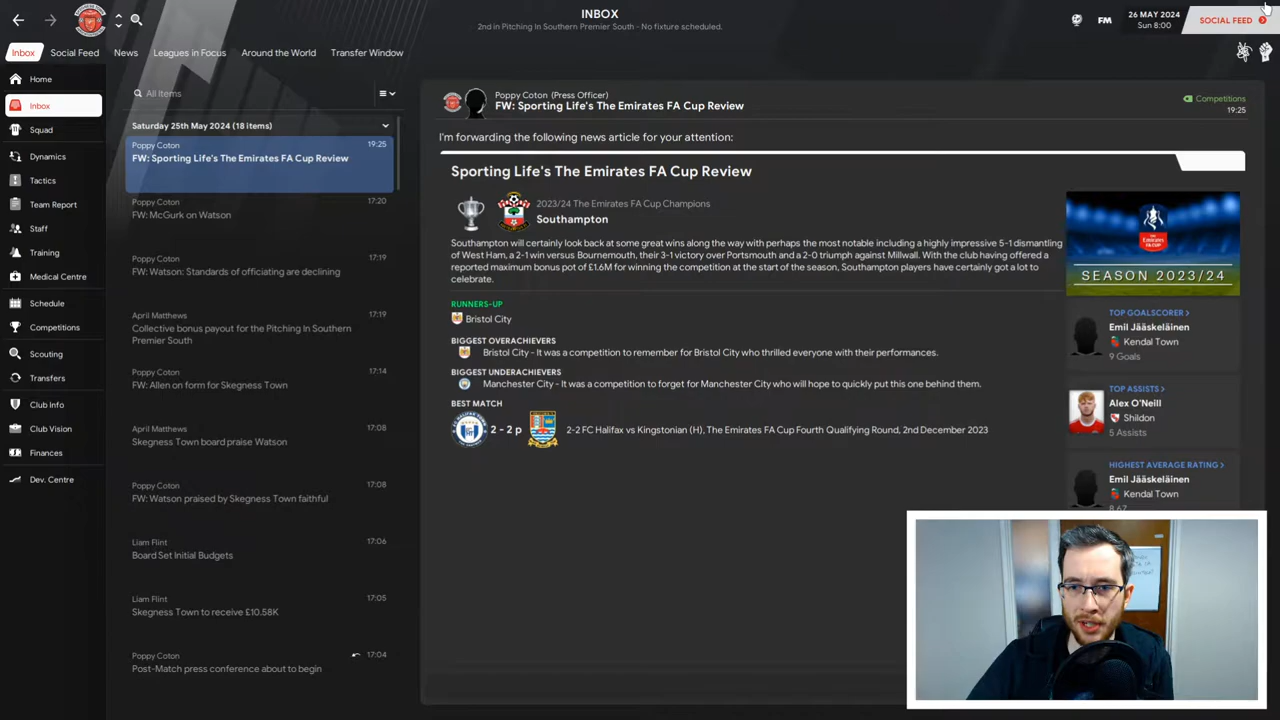 INBOX
2nd in Pitching In Southern Premier South - No fixture scheduled.
FM
26 MAY 2024
Sun 8:00
SOCIAL FEED
Inbox
Social Feed
News
Leagues in Focus
Around the World
Transfer Window
Home
Inbox
Squad
Dynamics
Tactics
Team Report
Staff
Training
Medical Centre
Schedule
Competitions
Scouting
Transfers
Club Info
Club Vision
Finances
Dev. Centre
All Items
Saturday 25th May 2024 (18 items)
Poppy Coton 19:25
FW: Sporting Life's The Emirates FA Cup Review
Poppy Coton 17:20
FW: McGurk on Watson
Poppy Coton 17:19
FW: Watson: Standards of officiating are declining
April Matthews 17:19
Collective bonus payout for the Pitching In Southern
Premier South
Poppy Coton 17:14
FW: Allen on form for Skegness Town
April Matthews 17:08
Skegness Town board praise Watson
Poppy Coton 17:08
FW: Watson praised by Skegness Town faithful
Liam Flint 17:06
Board Set Initial Budgets
Liam Flint 17:05
Skegness Town to receive £10.58K
Poppy Coton 17:04
Post-Match press conference about to begin
Poppy Coton (Press Officer)
FW: Sporting Life's The Emirates FA Cup Review
Competitions
19:25
I'm forwarding the following news article for your attention:
Sporting Life's The Emirates FA Cup Review
2023/24 The Emirates FA Cup Champions
Southampton
Southampton will certainly look back at some great wins along the way with perhaps the most notable including a highly impressive 5-1 dismantling
of West Ham, a 2-1 win versus Bournemouth, their 3-1 victory over Portsmouth and a 2-0 triumph against Millwall. With the club having offered a
reported maximum bonus pot of £1.6M for winning the competition at the start of the season, Southampton players have certainly got a lot to
celebrate.
RUNNERS-UP
Bristol City
BIGGEST OVERACHIEVERS
Bristol City - It was a competition to remember for Bristol City who thrilled everyone with their performances.
BIGGEST UNDERACHIEVERS
Manchester City - It was a competition to forget for Manchester City who will hope to quickly put this one behind them.
BEST MATCH
2 - 2 p
2-2 FC Halifax vs Kingstonian (H), The Emirates FA Cup Fourth Qualifying Round, 2nd December 2023
SEASON 2023/24
TOP GOALSCORER >
Emil Jääskeläinen
Kendal Town
9 Goals
TOP ASSISTS >
Alex O'Neill
Shildon
5 Assists
HIGHEST AVERAGE RATING >
Emil Jääskeläinen
Kendal Town
8.67